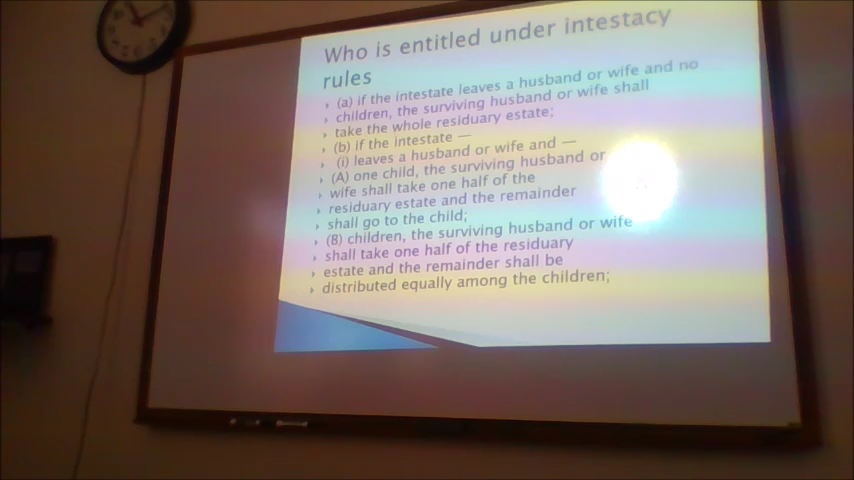 Who is entitled under intestacy
rules
(a) if the intestate leaves a husband or wife and no
children, the surviving husband or wife shall
take the whole residuary estate;
(b) if the intestate —
(i) leaves a husband or wife and —
(A) one child, the surviving husband or
wife shall take one half of the
residuary estate and the remainder
shall go to the child;
(B) children, the surviving husband or wife
shall take one half of the residuary
estate and the remainder shall be
distributed equally among the children;